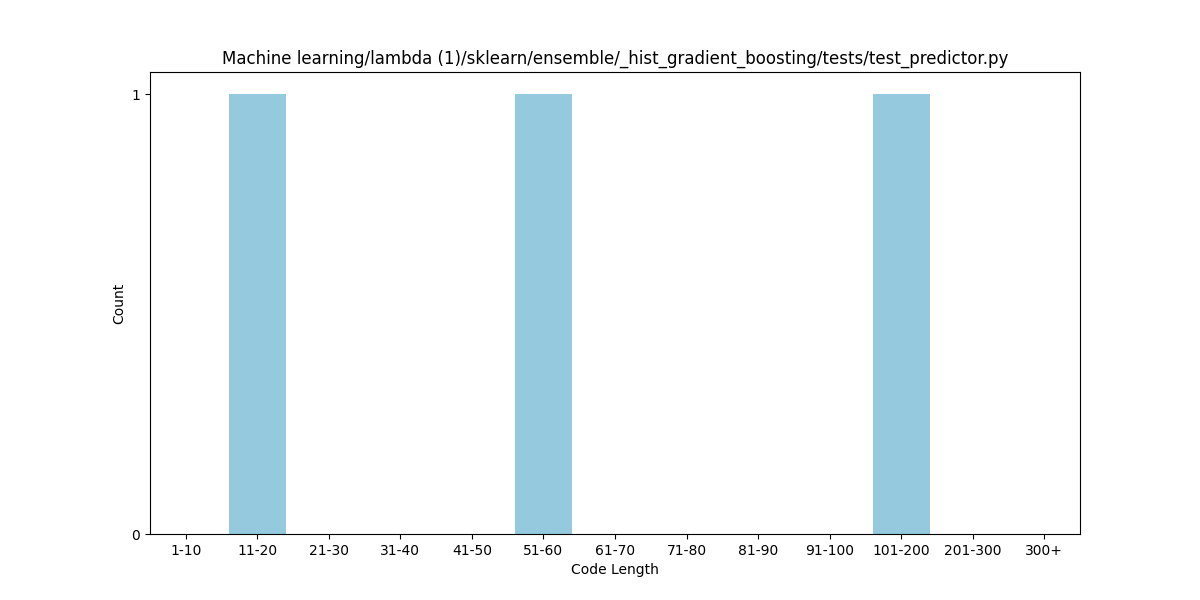 Machine learning/lambda (1)/sklearn/ensemble/_hist_gradient_boosting/tests/test_predictor.py
1
Count
0
1-10 11-20 21-30 31-40 41-50 51-60 61-70 71-80 81-90 91-100 101-200 201-300 300+
Code Length